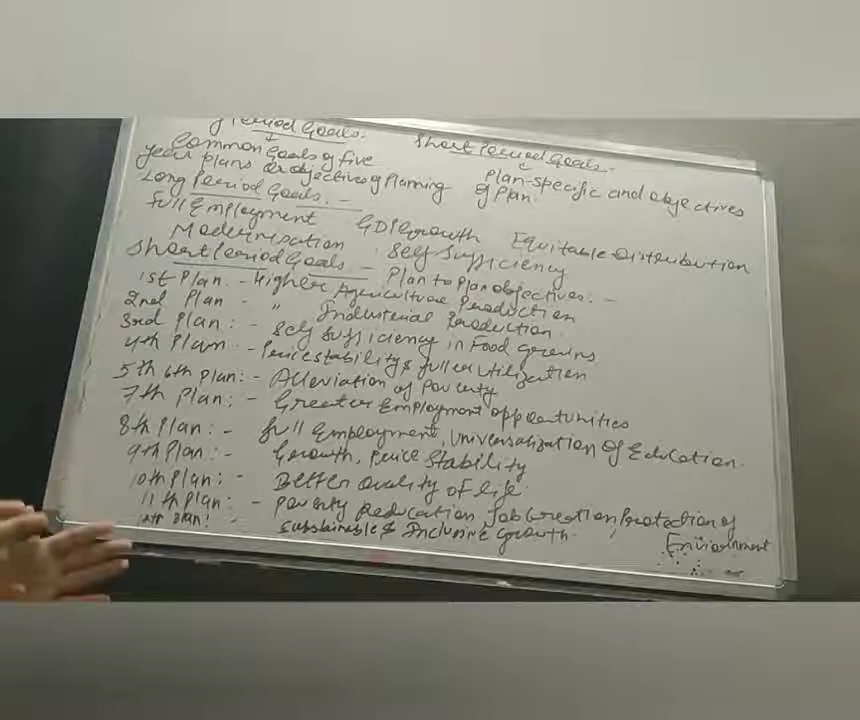 Period Goals. Short Period Goals.
Common Goals of five
year plans or objectives of Planning Plan-specific and objectives
of Plan.
Long Period Goals. -
full Employment GDP Growth Equitable Distribution
Modernisation Self Sufficiency
Short Period Goals - Plan to Plan objectives: -
1st Plan. - Higher Agriculture Production
2nd Plan - " Industrial Production
3rd Plan: - Self Sufficiency in Food
4th Plan - Price stability & full Utilization
5th 6th Plan: - Alleviation of Poverty
7th Plan: - Greater Employment opportunities
8th Plan: - full Employment, Universalization of Education.
9th Plan: - Growth, Price Stability
10th Plan: - Better Quality of life
11th Plan: - Poverty Reducation Job Creation, Protection of
Enviornment
12th Plan: - Sustainable & Inclusive Growth.